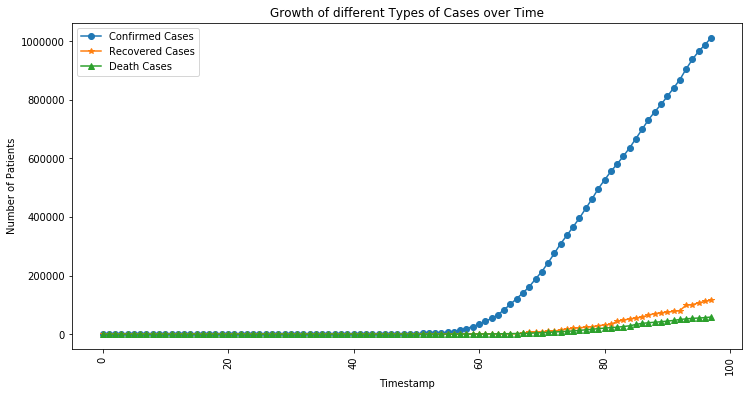 Growth of different Types of Cases over Time
Confirmed Cases
Recovered Cases
Death Cases
Number of Patients
1000000
800000
600000
400000
200000
0
0
20
40
60
80
100
Timestamp